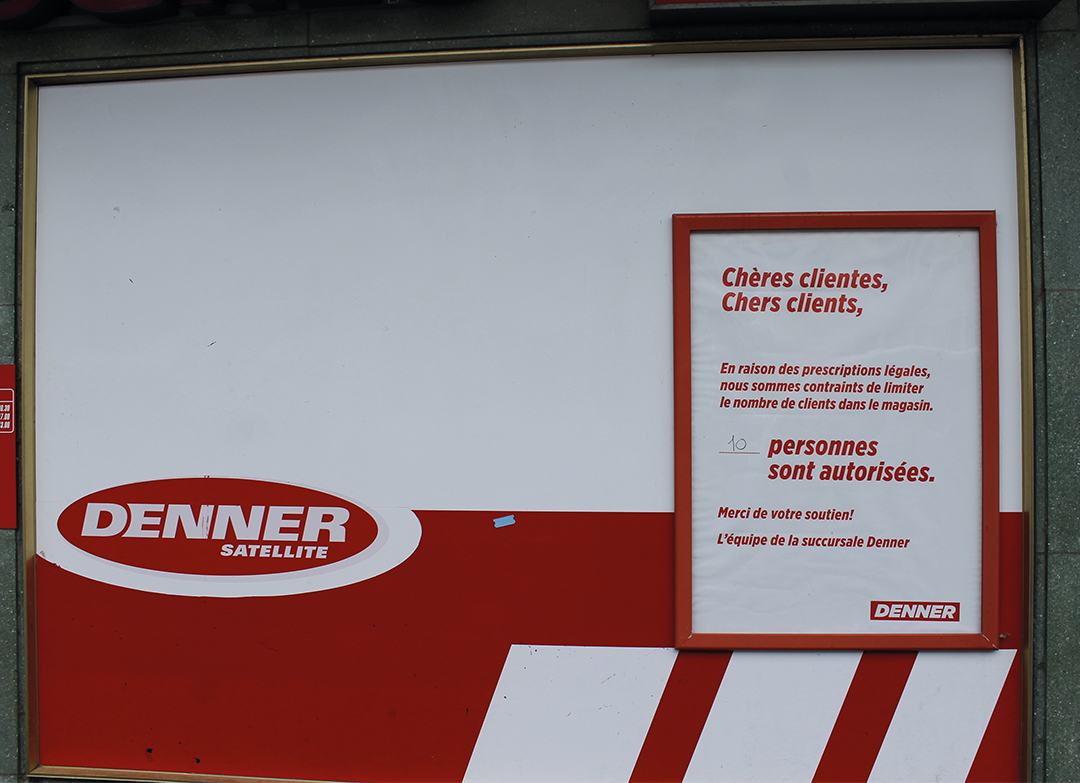 Chères clientes,
Chers clients,
En raison des prescriptions légales,
nous sommes contraints de limiter
le nombre de clients dans le magasin.
10 personnes
sont autorisées.
Merci de votre soutien!
L'équipe de la succursale Denner
DENNER
DENNER
SATELLITE